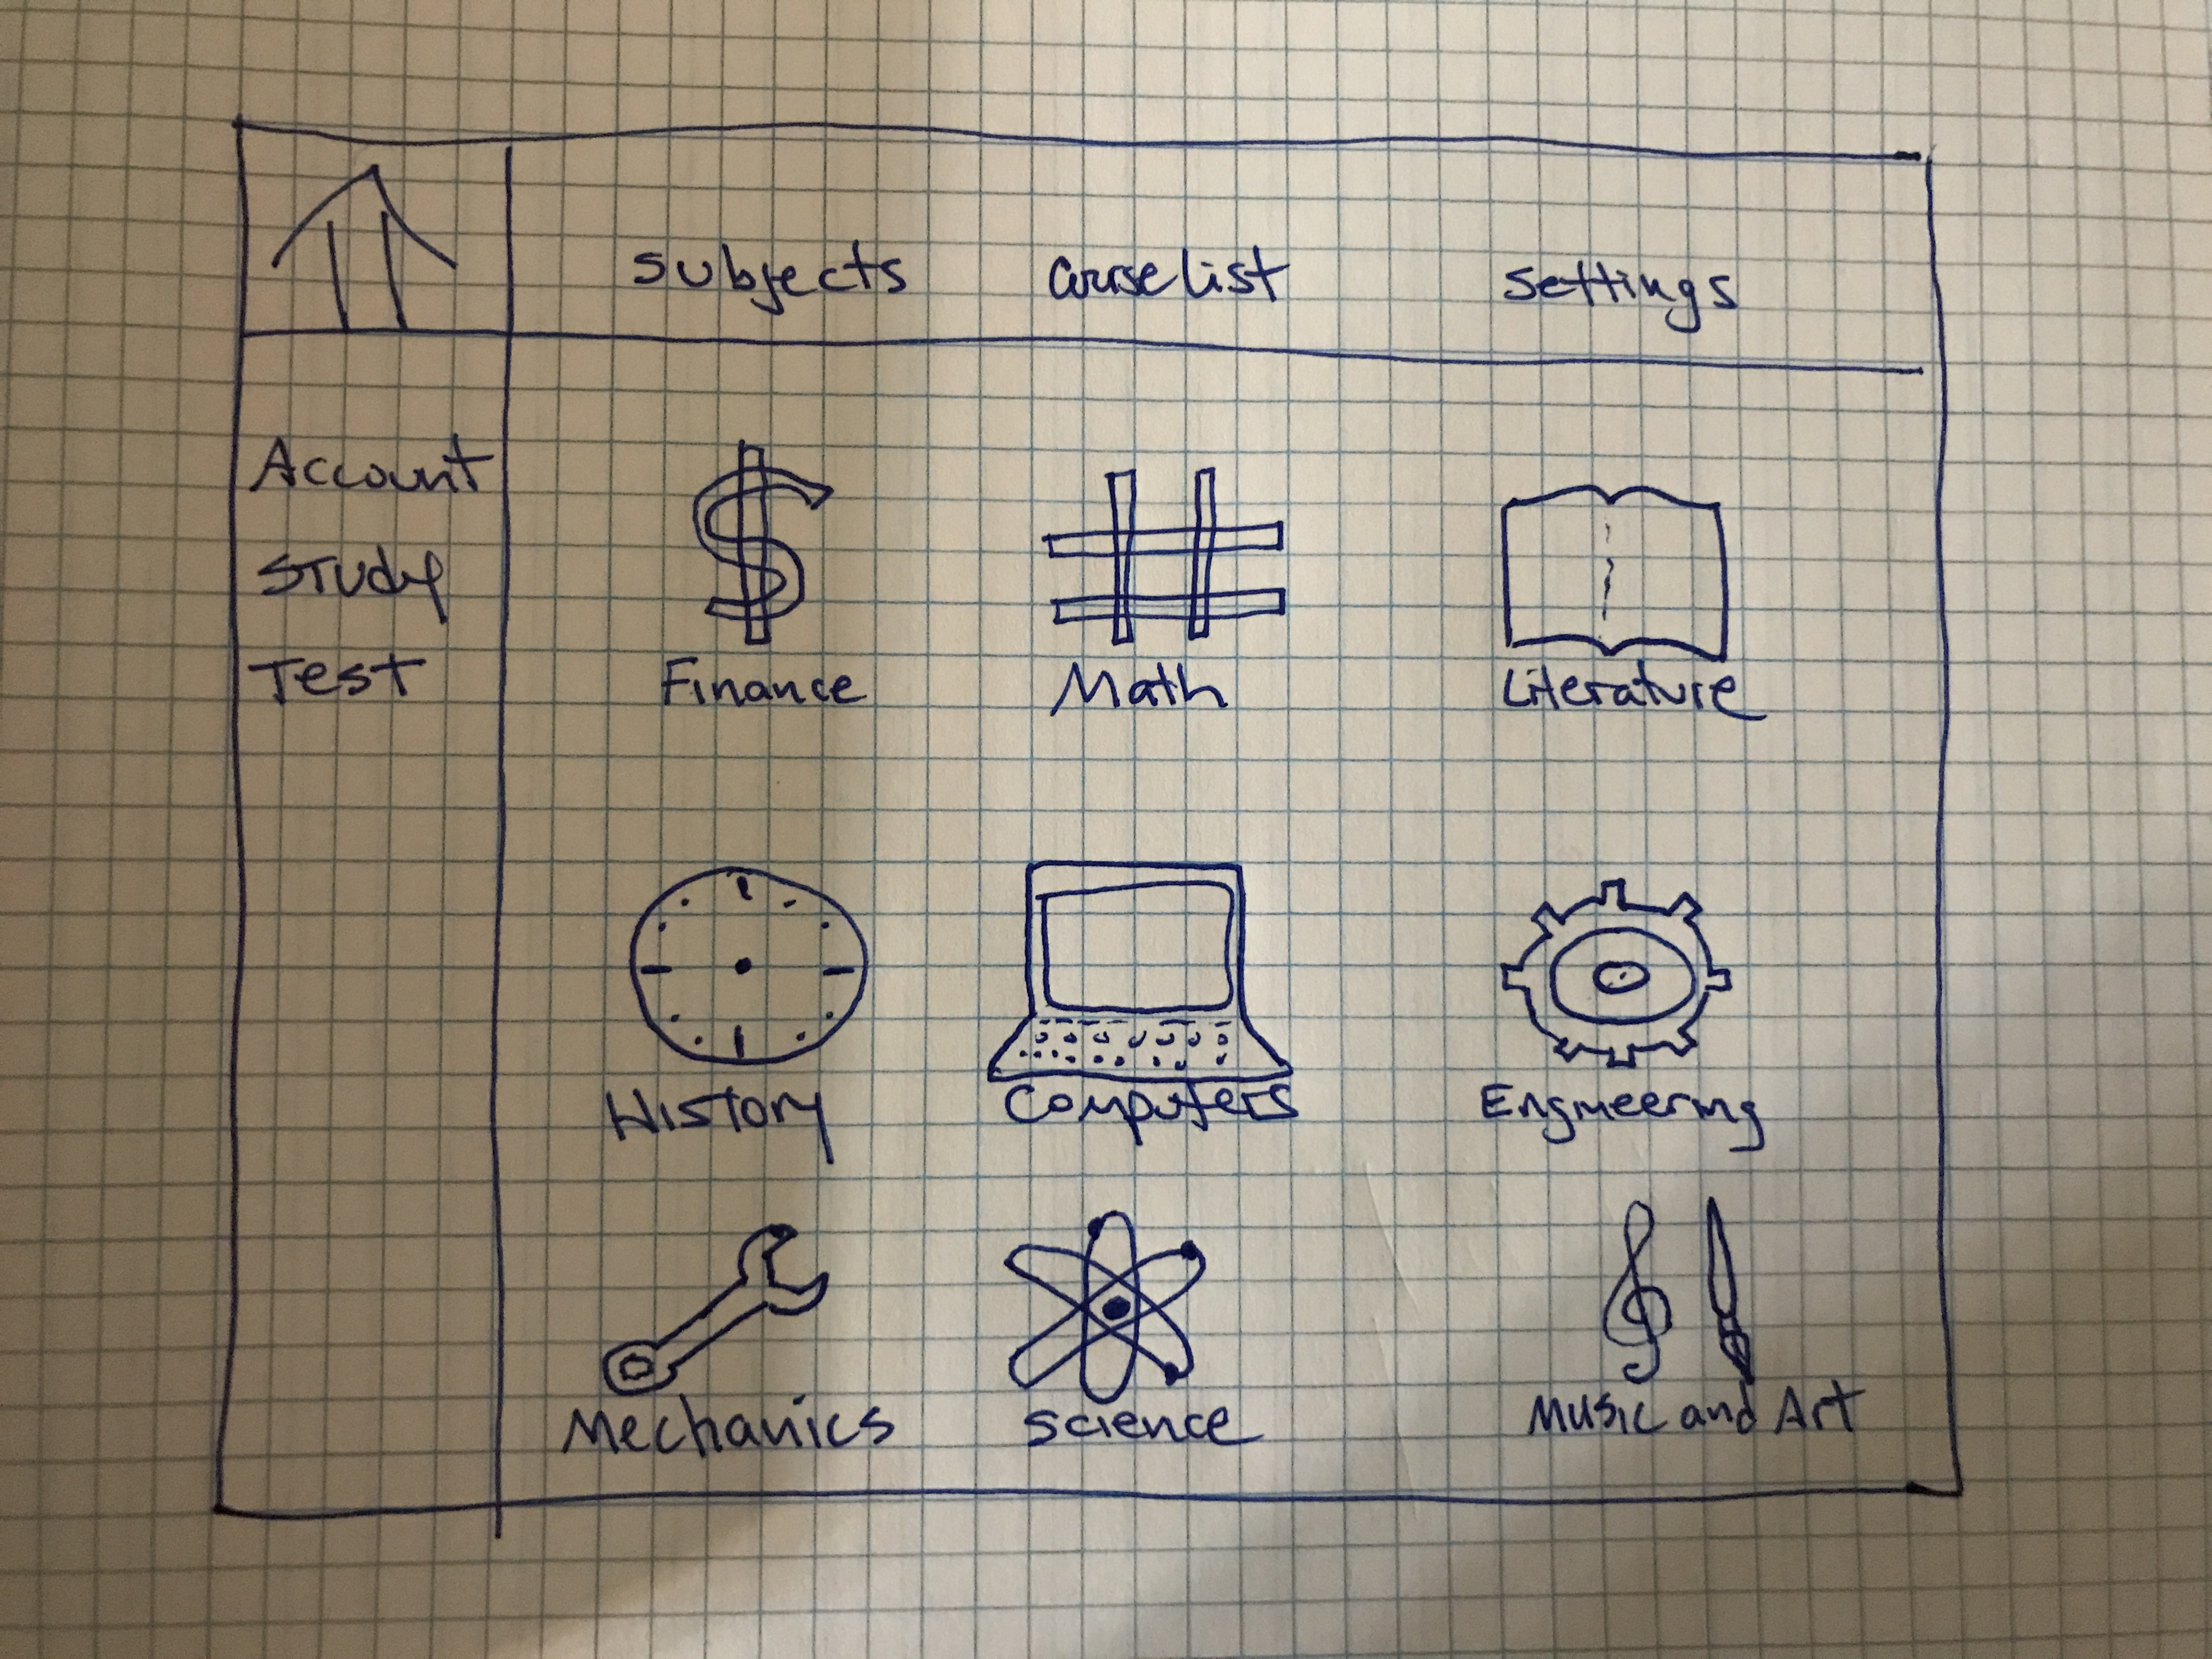 Subjects
Course list
Settings
Account
Study
Test
Finance
Math
Literature
History
Computers
Engineering
Mechanics
Science
Music and Art